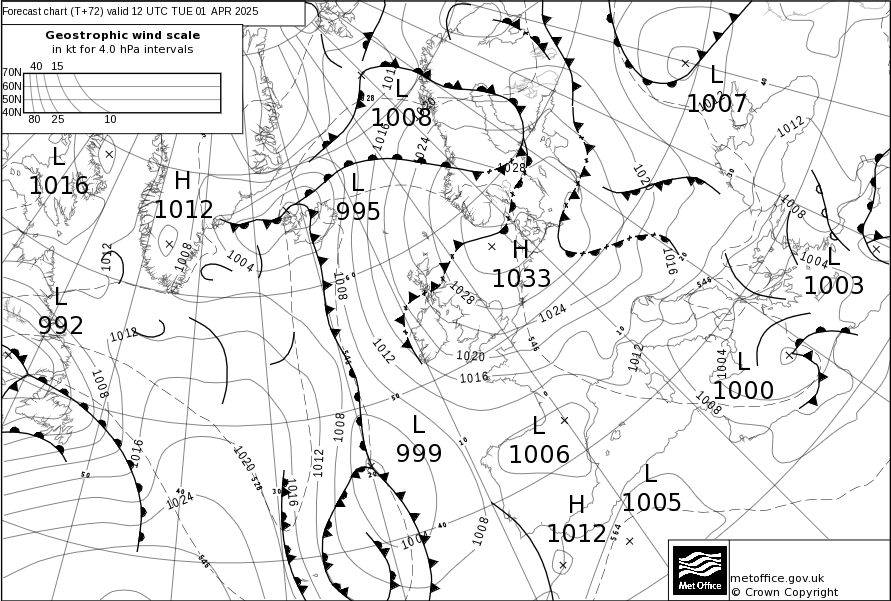 Forecast chart (T+72) valid 12 UTC TUE 01 APR 2025
Geostrophic wind scale
in kt for 4.0 hPa intervals
40 15
70N
60N
50N
40N
80 25 10
L
1007
L
1008
1012
1016
1024
1028
L
1016
H
1012
L
995
1012
1008
1004
H
1033
1016
1008
1004
L
1003
L
992
1008
1028
1024
1012
1012
1020
1016
1012
1004
L
1000
1008
1008
L
999
1008
L
1006
1016
1020
1012
1016
1024
L
1005
H
1012
1008
1004
546
528
564
Met Office
metoffice.gov.uk
© Crown Copyright